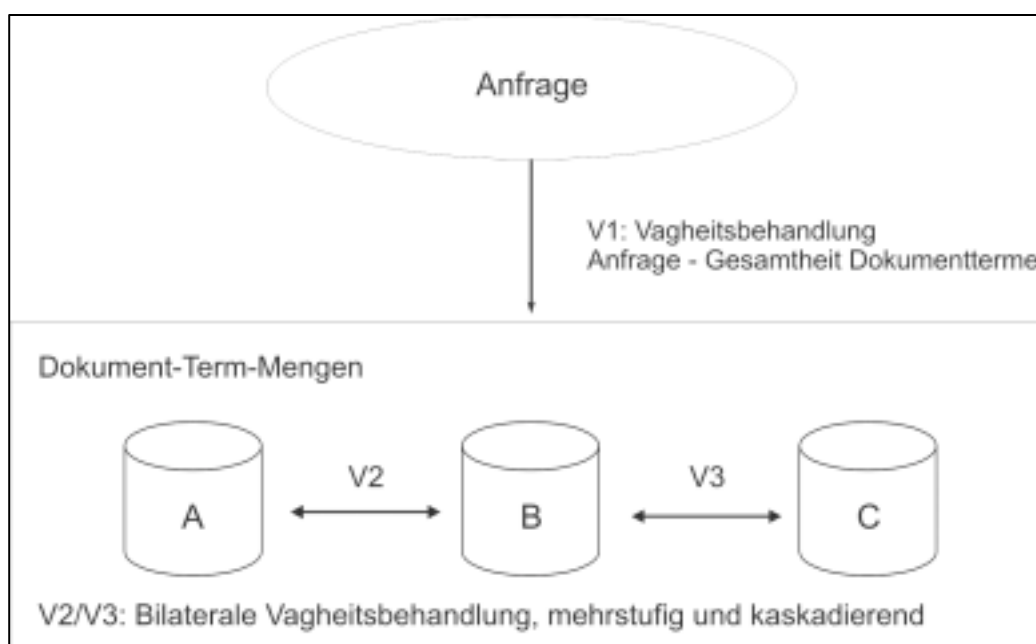 Anfrage
V1: Vagheitsbehandlung
Anfrage - Gesamtheit Dokumentterme
Dokument-Term-Mengen
V2
V3
A
B
C
V2/V3: Bilaterale Vagheitsbehandlung, mehrstufig und kaskadierend